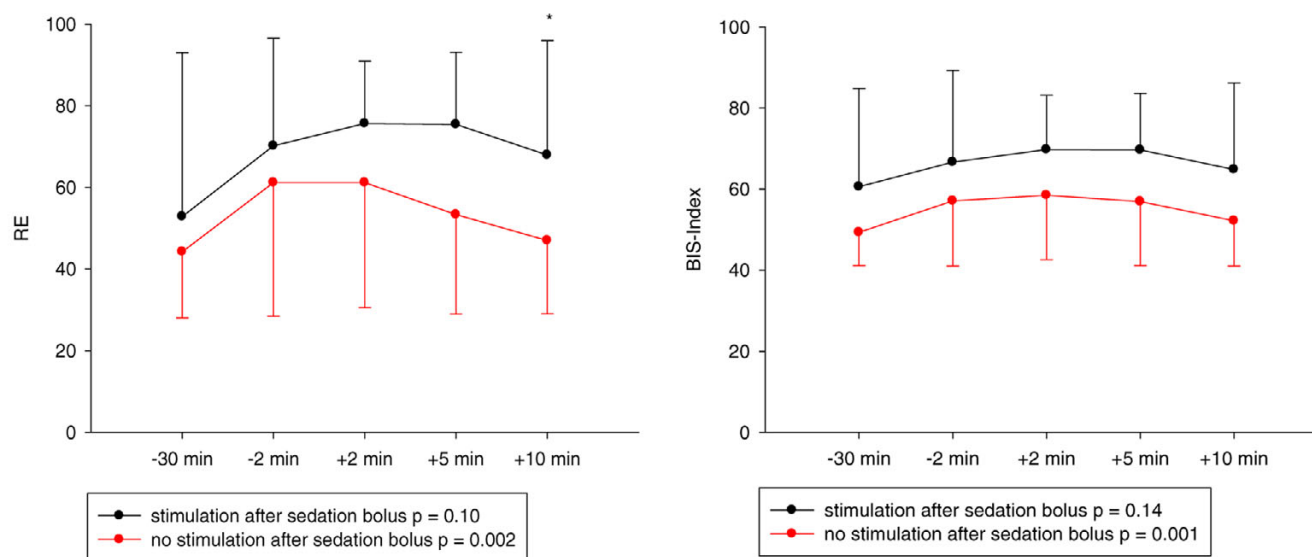 100
80
60
40
20
0
RE
*
-30 min
-2 min
+2 min
+5 min
+10 min
stimulation after sedation bolus p = 0.10
no stimulation after sedation bolus p = 0.002
100
80
60
40
20
0
BIS-Index
-30 min
-2 min
+2 min
+5 min
+10 min
stimulation after sedation bolus p = 0.14
no stimulation after sedation bolus p = 0.001